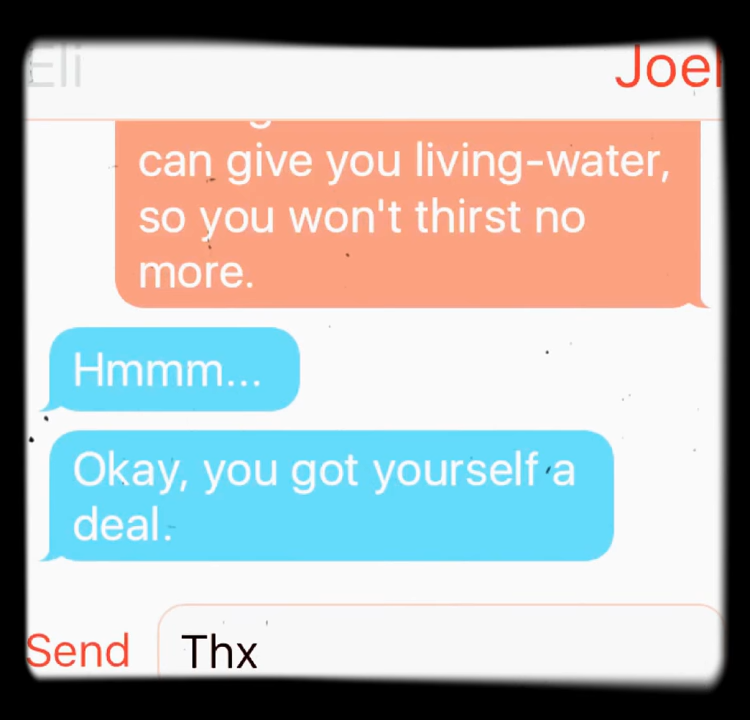 Eli Joel
can give you living-water,
so you won't thirst no
more.
Hmmm...
Okay, you got yourself a
deal.
Send Thx